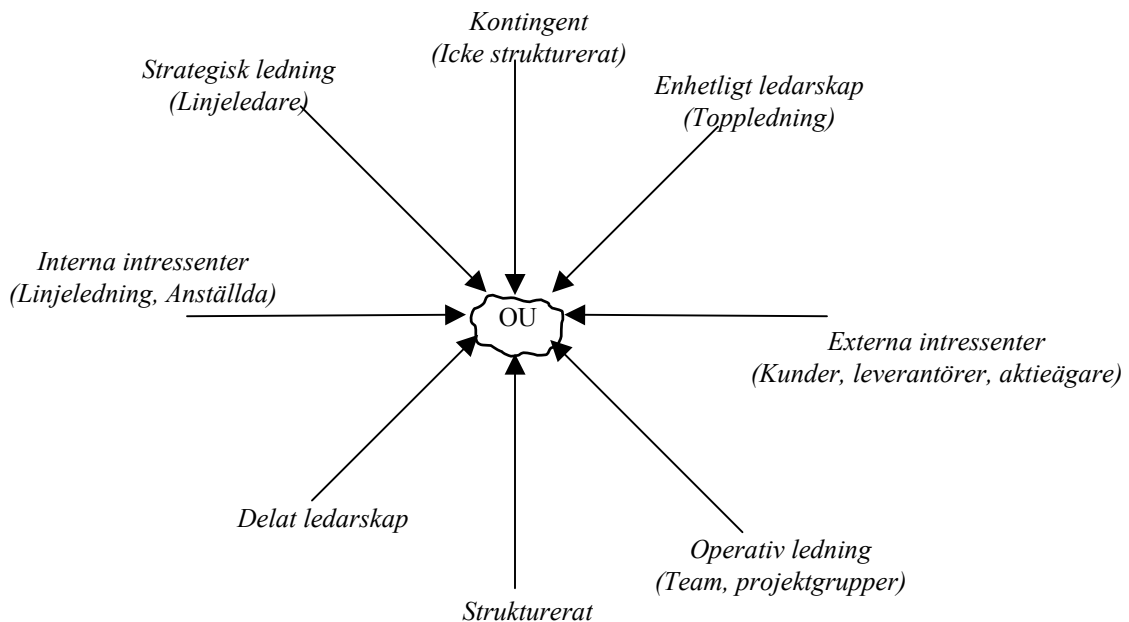 Kontingent
(Icke strukturerat)
Strategisk ledning
(Linjeledare)
Enhetligt ledarskap
(Toppledning)
Interna intressenter
(Linjeledning, Anställda)
OU
Externa intressenter
(Kunder, leverantörer, aktieägare)
Delat ledarskap
Operativ ledning
(Team, projektgrupper)
Strukturerat